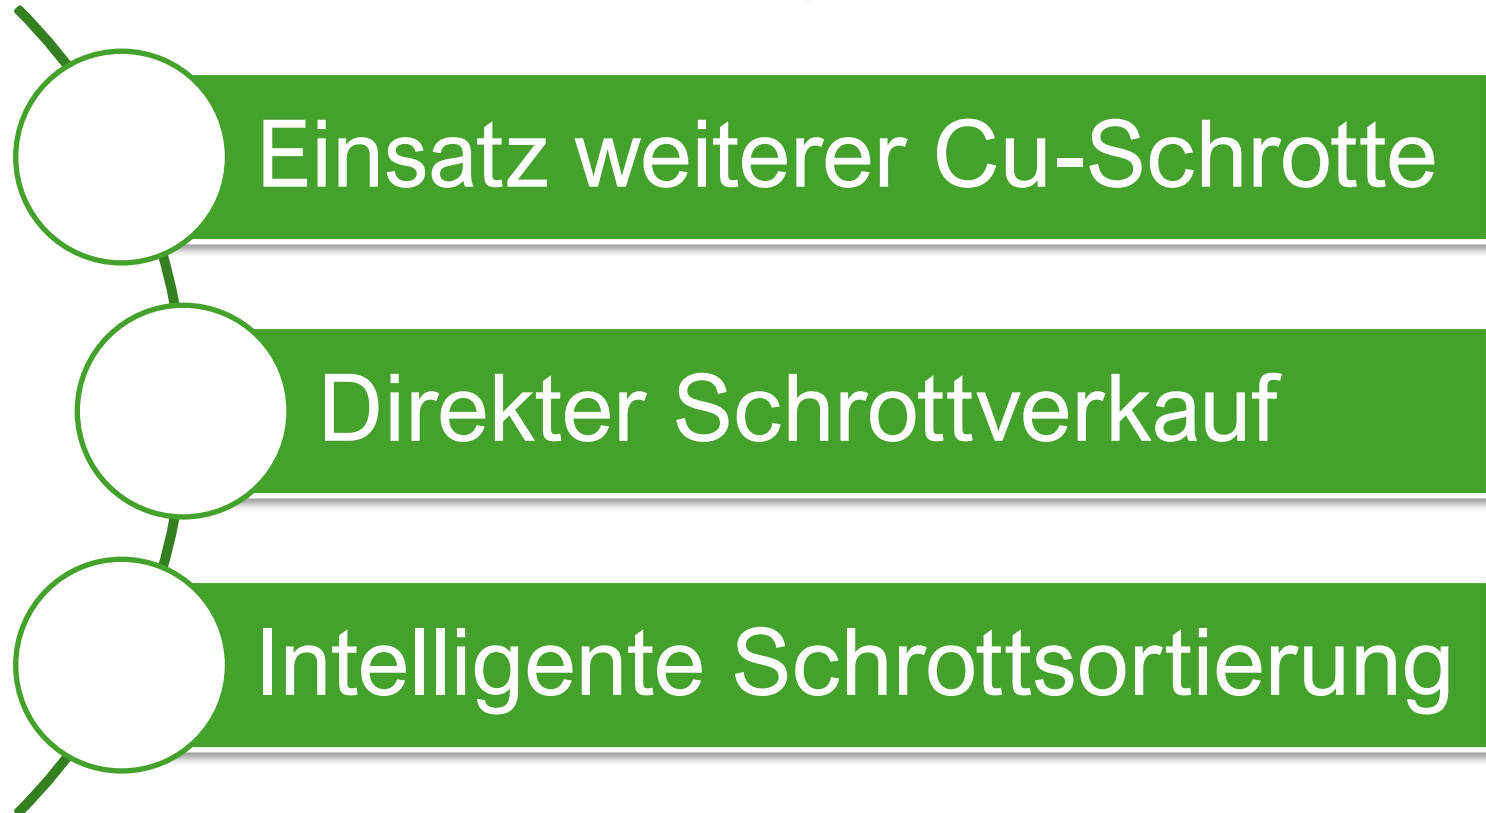 Einsatz weiterer Cu-Schrotte
Direkter Schrottverkauf
Intelligente Schrottsortierung